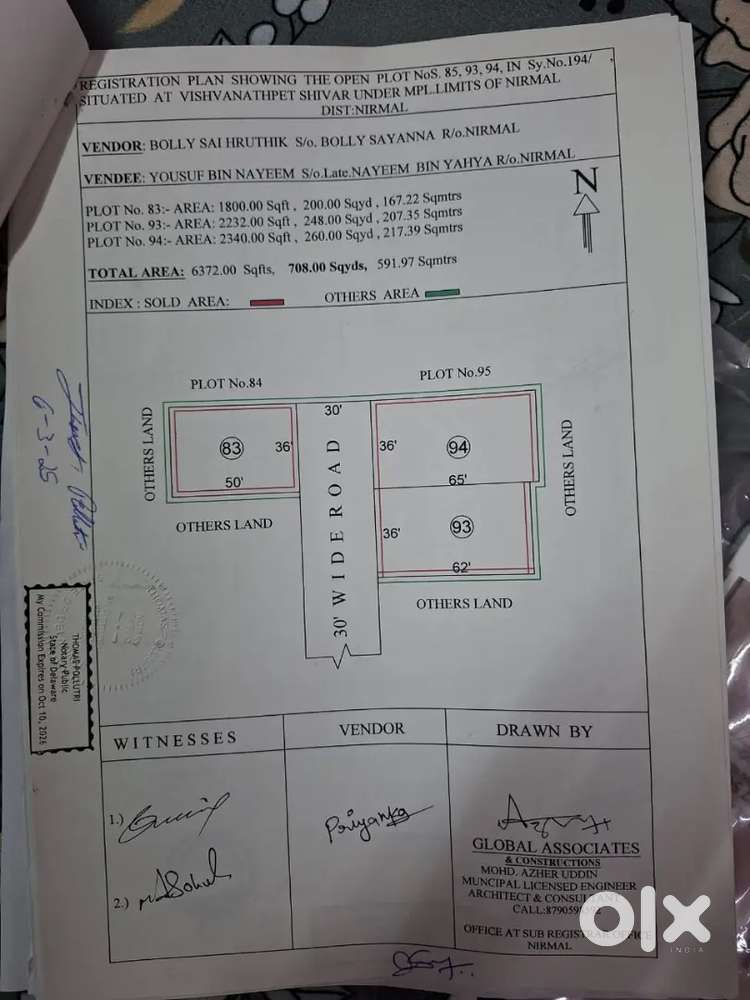 REGISTRATION PLAN SHOWING THE OPEN PLOT NoS. 85, 93, 94, IN Sy.No.194/
SITUATED AT VISHVANATHPET SHIVAR UNDER MPL.LIMITS OF NIRMAL
DIST:NIRMAL
VENDOR: BOLLY SAI HRUTHIK S/o. BOLLY SAYANNA R/o.NIRMAL
VENDEE: YOUSUF BIN NAYEEM S/o.Late.NAYEEM BIN YAHYA R/o.NIRMAL
N
PLOT No. 83:- AREA: 1800.00 Sqft , 200.00 Sqyd , 167.22 Sqmtrs
PLOT No. 93:- AREA: 2232.00 Sqft , 248.00 Sqyd , 207.35 Sqmtrs
PLOT No. 94:- AREA: 2340.00 Sqft , 260.00 Sqyd , 217.39 Sqmtrs
TOTAL AREA: 6372.00 Sqfts, 708.00 Sqyds, 591.97 Sqmtrs
INDEX : SOLD AREA: OTHERS AREA
PLOT No.84
PLOT No.95
OTHERS LAND
83
36'
50'
OTHERS LAND
30'
30' WIDE ROAD
36'
94
65'
36'
93
62'
OTHERS LAND
OTHERS LAND
6-3-25
THOMAS POLLUTRI
Notary Public
State of Delaware
My Commission Expires on Oct 10, 2026
WITNESSES
VENDOR
DRAWN BY
1.)
2.)
Priyanka
GLOBAL ASSOCIATES
& CONSTRUCTIONS
MOHD. AZHER UDDIN
MUNCIPAL LICENSED ENGINEER
ARCHITECT & CONSULTANT
OFFICE AT SUB REGISTRAR OFFICE
NIRMAL
olx
INDIA